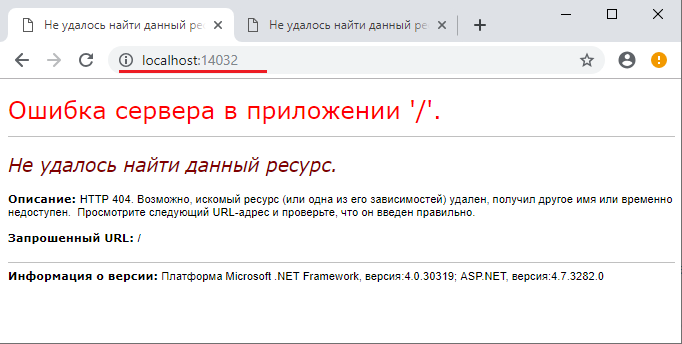 Не удалось найти данный рес
Не удалось найти данный ре
localhost:14032
Ошибка сервера в приложении '/'.
Не удалось найти данный ресурс.
Описание: HTTP 404. Возможно, искомый ресурс (или одна из его зависимостей) удален, получил другое имя или временно
недоступен.  Просмотрите следующий URL-адрес и проверьте, что он введен правильно.
Запрошенный URL: /
Информация о версии: Платформа Microsoft .NET Framework, версия:4.0.30319; ASP.NET, версия:4.7.3282.0